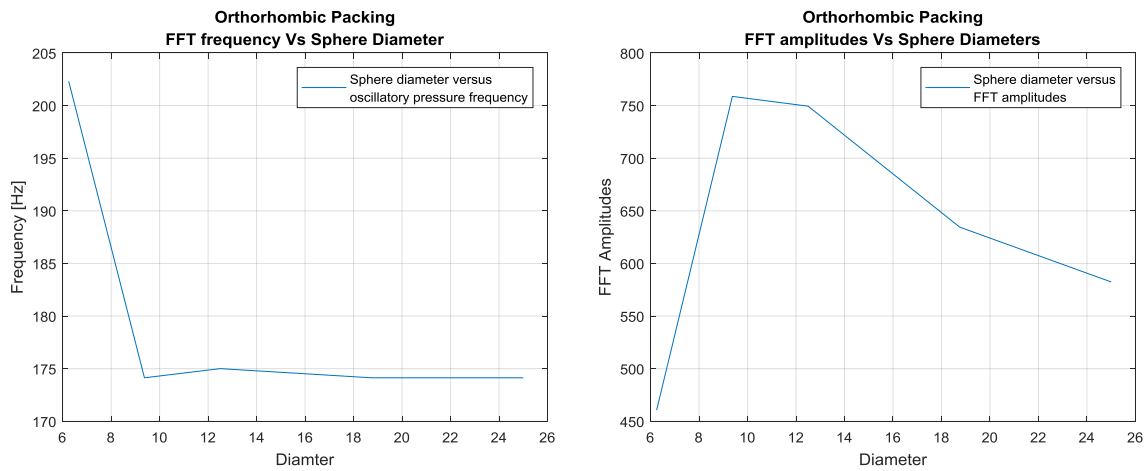 Orthorhombic Packing
FFT frequency Vs Sphere Diameter
Sphere diameter versus
oscillatory pressure frequency
205
200
195
190
185
180
175
170
Frequency [Hz]
6 8 10 12 14 16 18 20 22 24 26
Diamter
Orthorhombic Packing
FFT amplitudes Vs Sphere Diameters
Sphere diameter versus
FFT amplitudes
800
750
700
650
600
550
500
450
FFT Amplitudes
6 8 10 12 14 16 18 20 22 24 26
Diameter